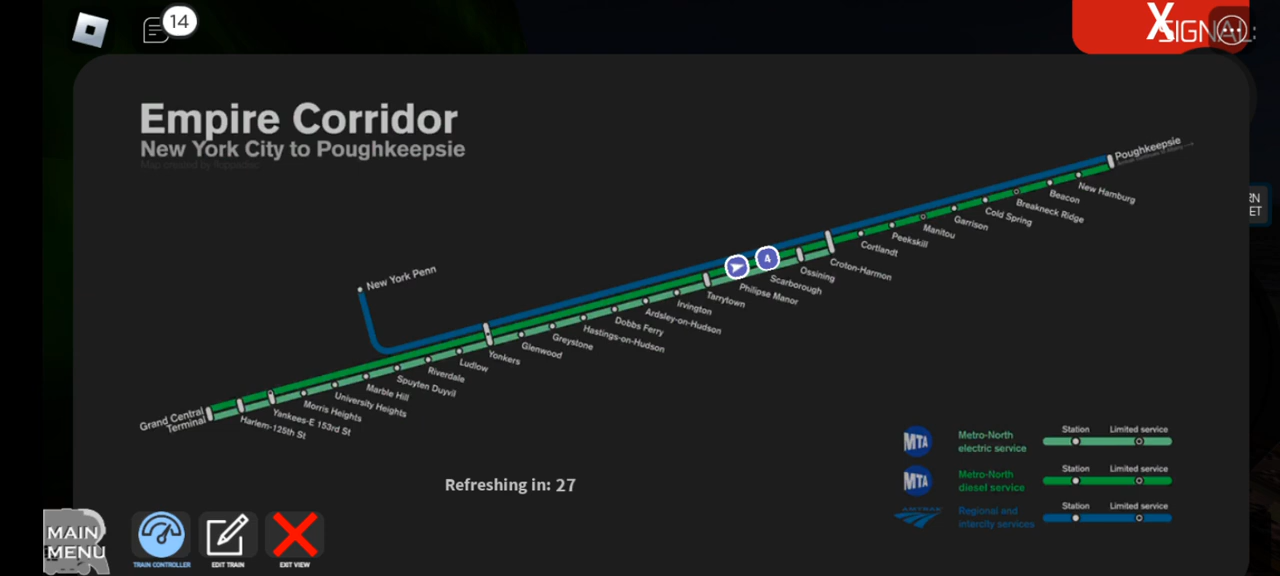 14
XSIGNAL:
Empire Corridor
New York City to Poughkeepsie
Poughkeepsie
New Hamburg
Beacon
Breakneck Ridge
Cold Spring
Garrison
Manitou
Peekskill
Cortlandt
Croton-Harmon
Ossining
Scarborough
4
Philipse Manor
Tarrytown
Irvington
Ardsley-on-Hudson
Dobbs Ferry
Hastings-on-Hudson
Greystone
Glenwood
Yonkers
Ludlow
Riverdale
Spuyten Duyvil
Marble Hill
University Heights
Morris Heights
Yankees-E 153rd St
Harlem-125th St
Grand Central
Terminal
New York Penn
RN
ET
MTA
Metro-North
electric service
Station Limited service
MTA
Metro-North
diesel service
Station Limited service
AMTRAK
Regional and
intercity services
Station Limited service
Refreshing in: 27
MAIN
MENU
TRAIN CONTROLLER
EDIT TRAIN
EXIT VIEW